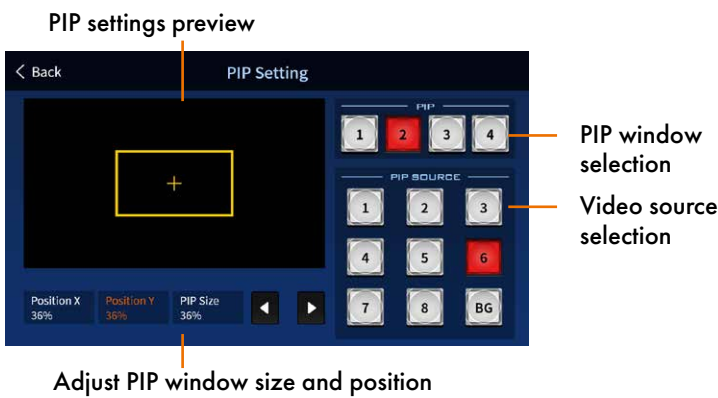 PIP settings preview
< Back
PIP Setting
PIP
1 2 3 4
PIP window
selection
PIP SOURCE
1 2 3
Video source
selection
4 5 6
7 8 BG
Position X
36%
Position Y
36%
PIP Size
36%
Adjust PIP window size and position